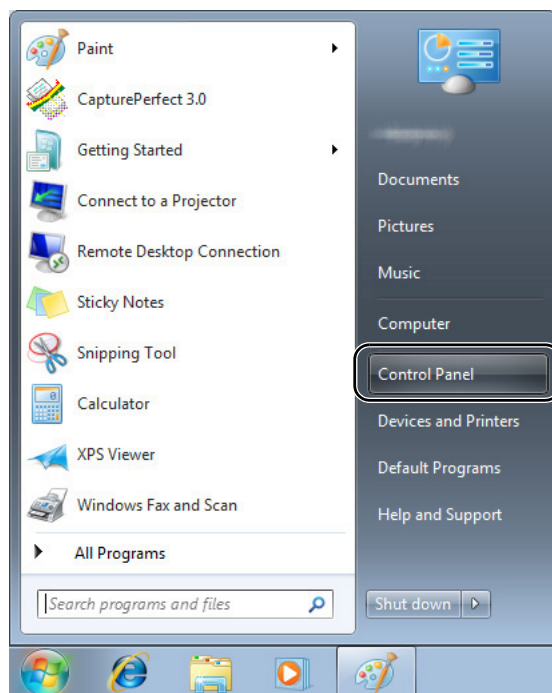 Paint
CapturePerfect 3.0
Getting Started
Connect to a Projector
Remote Desktop Connection
Sticky Notes
Snipping Tool
Calculator
XPS Viewer
Windows Fax and Scan
All Programs
Search programs and files
Documents
Pictures
Music
Computer
Control Panel
Devices and Printers
Default Programs
Help and Support
Shut down